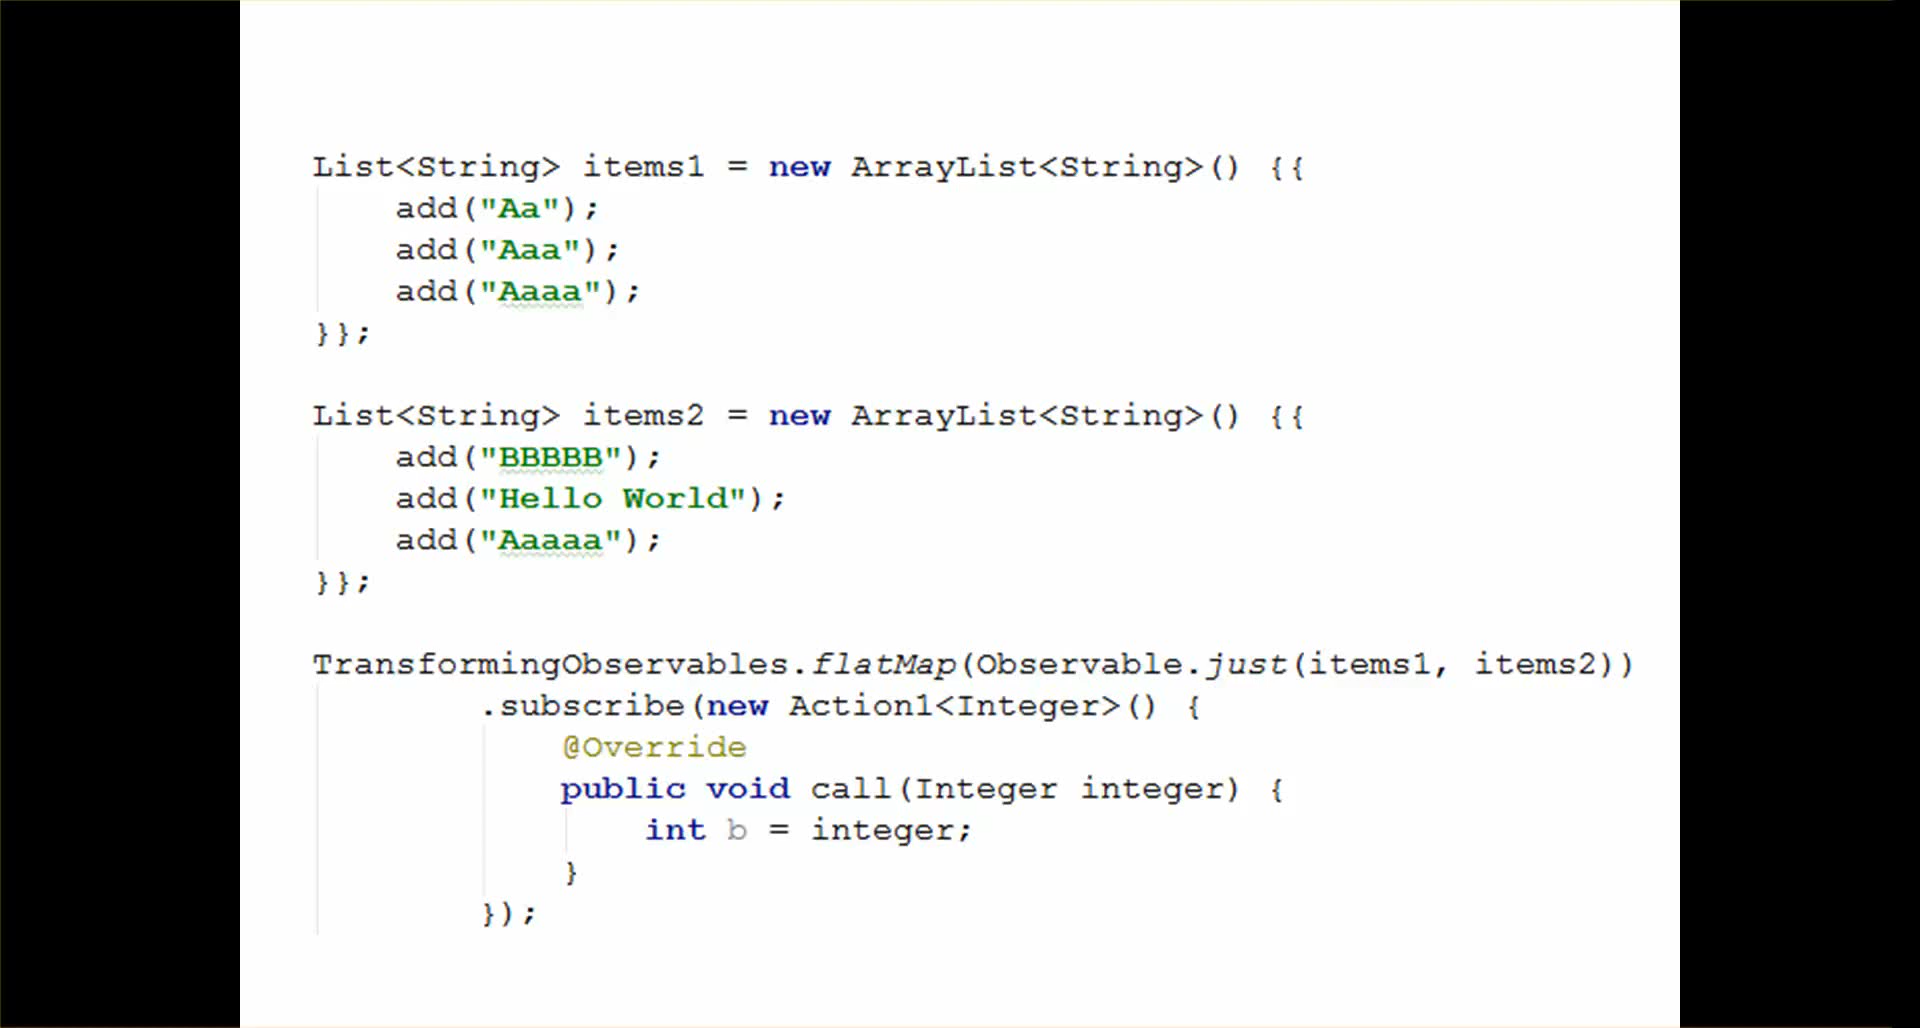 List<String> items1 = new ArrayList<String>() {{
    add("Aa");
    add("Aaa");
    add("Aaaa");
}};

List<String> items2 = new ArrayList<String>() {{
    add("BBBBB");
    add("Hello World");
    add("Aaaaa");
}};

TransformingObservables.flatMap(Observable.just(items1, items2))
        .subscribe(new Action1<Integer>() {
            @Override
            public void call(Integer integer) {
                int b = integer;
            }
        });